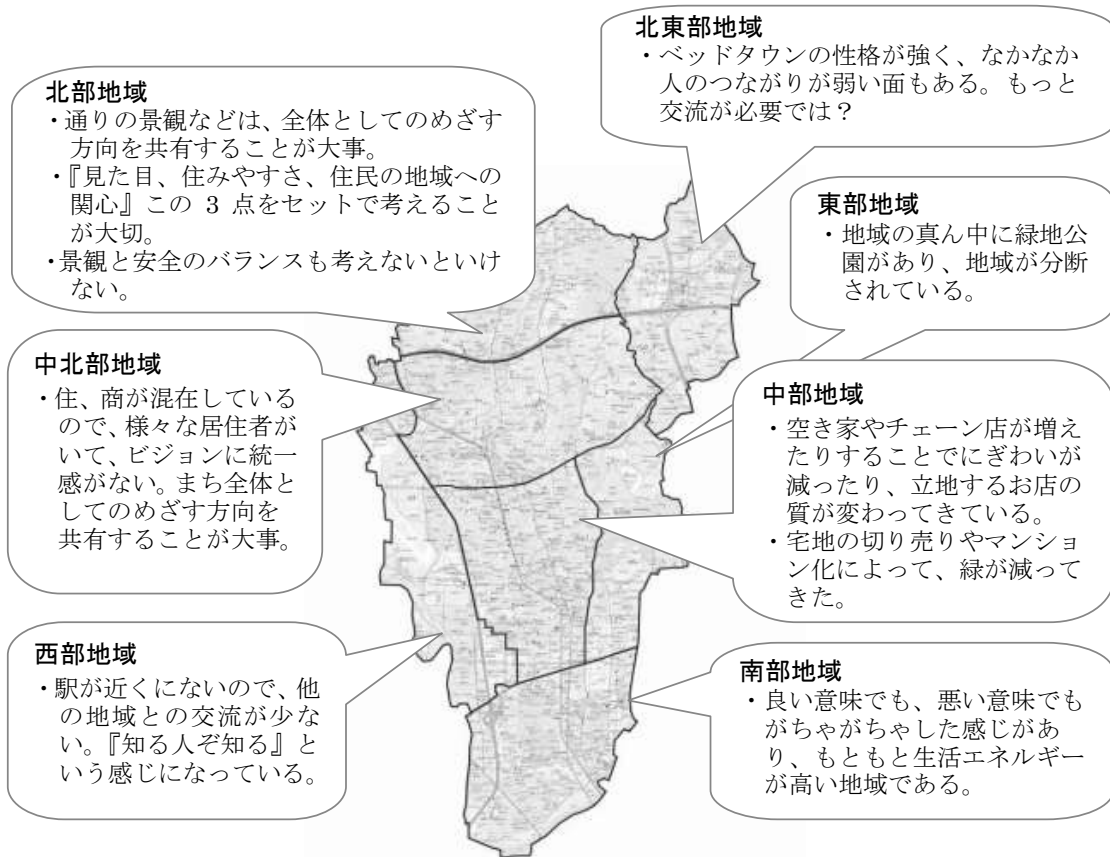 北東部地域
・ベッドタウンの性格が強く、なかなか
人のつながりが弱い面もある。もっと
交流が必要では？
北部地域
・通りの景観などは、全体としてのめざす
方向を共有することが大事。
・『見た目、住みやすさ、住民の地域への
関心』この 3 点をセットで考えること
が大切。
・景観と安全のバランスも考えないといけ
ない。
東部地域
・地域の真ん中に緑地公
園があり、地域が分断
されている。
中北部地域
・住、商が混在している
ので、様々な居住者が
いて、ビジョンに統一
感がない。まち全体と
してのめざす方向を
共有することが大事。
中部地域
・空き家やチェーン店が増え
たりすることでにぎわいが
減ったり、立地するお店の
質が変わってきている。
・宅地の切り売りやマンショ
ン化によって、緑が減って
きた。
西部地域
・駅が近くにないので、他
の地域との交流が少な
い。『知る人ぞ知る』と
いう感じになっている。
南部地域
・良い意味でも、悪い意味でも
がちゃがちゃした感じがあ
り、もともと生活エネルギー
が高い地域である。